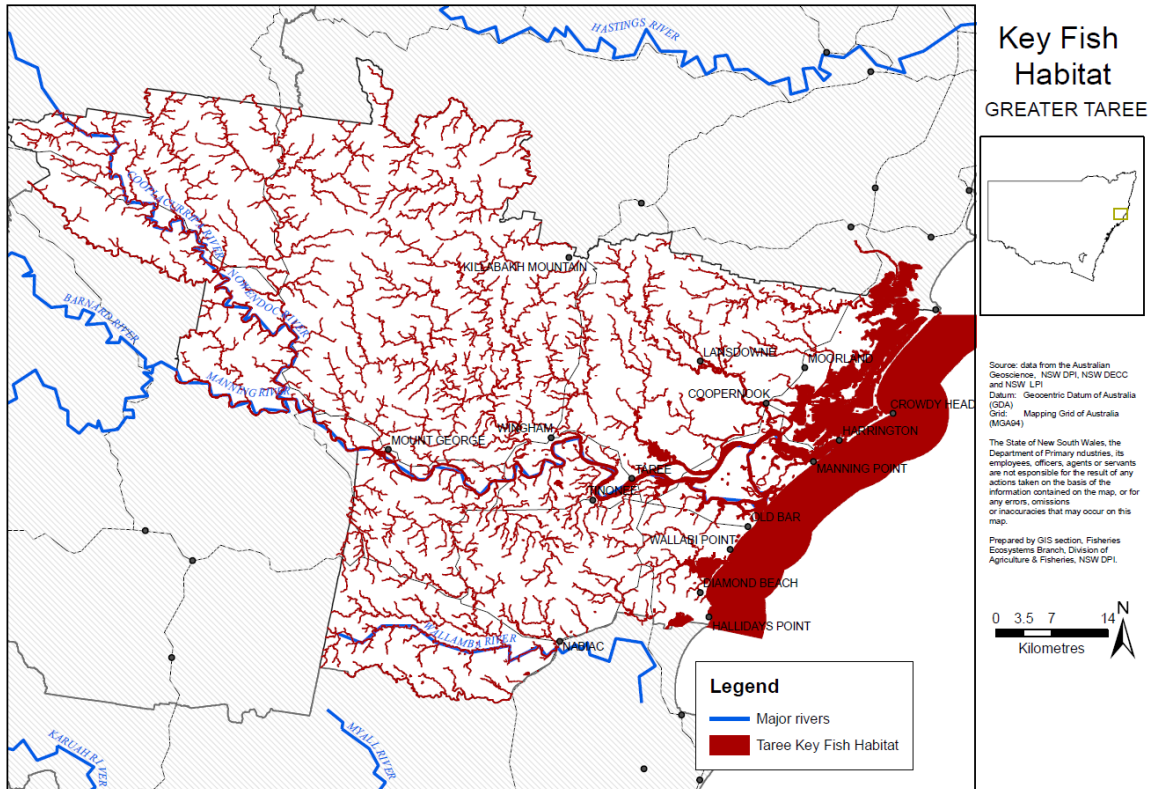 Key Fish
Habitat
GREATER TAREE
HASTINGS RIVER
COOPLACURRIPA RIVER
NOWENDOC RIVER
BARNARD RIVER
MANNING RIVER
KILLABAKH MOUNTAIN
LANSDOWNE
MOORLAND
COOPERNOOK
CROWDY HEAD
HARRINGTON
WINGHAM
MOUNT GEORGE
MANNING POINT
TAREE
TINONEE
OLD BAR
WALLABI POINT
DIAMOND BEACH
HALLIDAYS POINT
WALLAMBA RIVER
NABIAC
MYALL RIVER
KARUAH RIVER
Legend
Major rivers
Taree Key Fish Habitat
Source: data from the Australian
Geoscience, NSW DPI, NSW DECC
and NSW LPI
Datum: Geocentric Datum of Australia
(GDA)
Grid: Mapping Grid of Australia
(MGA94)
The State of New South Wales, the
Department of Primary ndustries, its
employees, officers, agents or servants
are not esponsible for the result of any
actions taken on the basis of the
information contained on the map, or for
any errors, omissions
or inaccuracies that may occur on this
map.
Prepared by GIS section, Fisheries
Ecosystems Branch, Division of
Agriculture & Fisheries, NSW DPI.
0 3.5 7 14
Kilometres
N